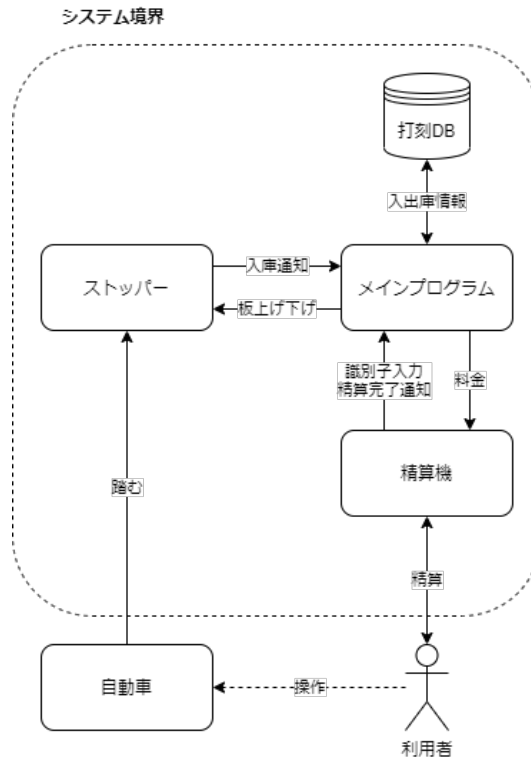 システム境界
打刻DB
入出庫情報
ストッパー
入庫通知
メインプログラム
板上げ下げ
識別子入力
精算完了通知
料金
精算機
踏む
精算
自動車
操作
利用者